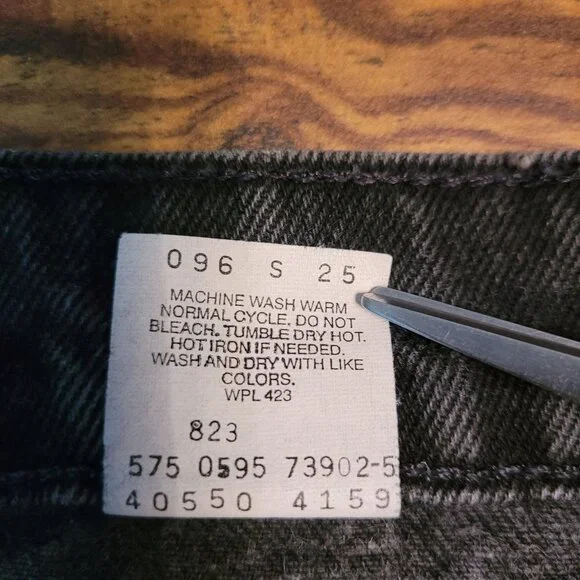 096 S 25
MACHINE WASH WARM
NORMAL CYCLE. DO NOT
BLEACH. TUMBLE DRY HOT.
HOT IRON IF NEEDED.
WASH AND DRY WITH LIKE
COLORS.
WPL 423
823
575 0595 73902-5
40550 4159